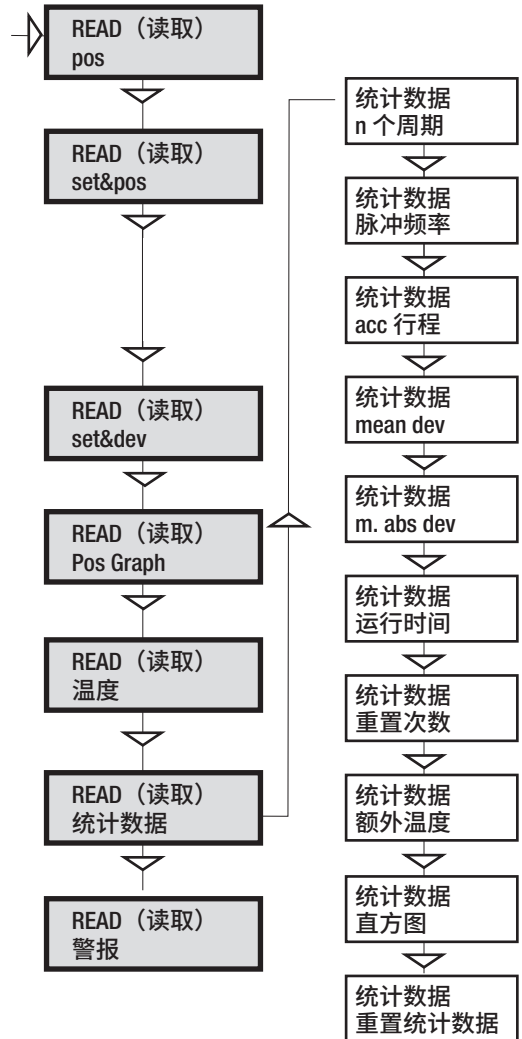 READ（读取）
pos
READ（读取）
set&pos
READ（读取）
set&dev
READ（读取）
Pos Graph
READ（读取）
温度
READ（读取）
统计数据
READ（读取）
警报
统计数据
n 个周期
统计数据
脉冲频率
统计数据
acc 行程
统计数据
mean dev
统计数据
m. abs dev
统计数据
运行时间
统计数据
重置次数
统计数据
额外温度
统计数据
直方图
统计数据
重置统计数据